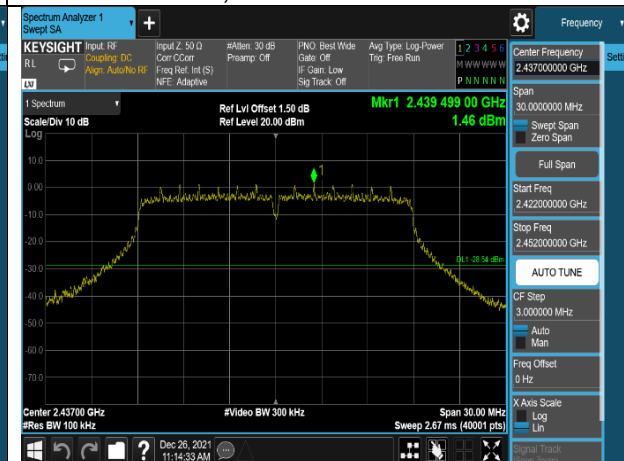 Spectrum Analyzer 1
Swept SA
+
Frequency
KEYSIGHT
RL
LXI
Input: RF
Coupling: DC
Align: Auto/No RF
Input Z: 50 Ω
Corr CCorr
Freq Ref: Int (S)
NFE: Adaptive
#Atten: 30 dB
Preamp: Off
PNO: Best Wide
Gate: Off
IF Gain: Low
Sig Track: Off
Avg Type: Log-Power
Trig: Free Run
1 2 3 4 5 6
M W W W W W
P N N N N N
1 Spectrum
Scale/Div 10 dB
Log
Ref Lvl Offset 1.50 dB
Ref Level 20.00 dBm
Mkr1 2.439 499 00 GHz
1.46 dBm
10.0
0.00
-10.0
-20.0
-30.0
-40.0
-50.0
-60.0
-70.0
1
DL1 -28.54 dBm
Center 2.43700 GHz
#Res BW 100 kHz
#Video BW 300 kHz
Span 30.00 MHz
Sweep 2.67 ms (40001 pts)
?
Dec 26, 2021
11:14:33 AM
Center Frequency
2.437000000 GHz
Span
30.0000000 MHz
Swept Span
Zero Span
Full Span
Start Freq
2.422000000 GHz
Stop Freq
2.452000000 GHz
AUTO TUNE
CF Step
3.000000 MHz
Auto
Man
Freq Offset
0 Hz
X Axis Scale
Log
Lin
Signal Track